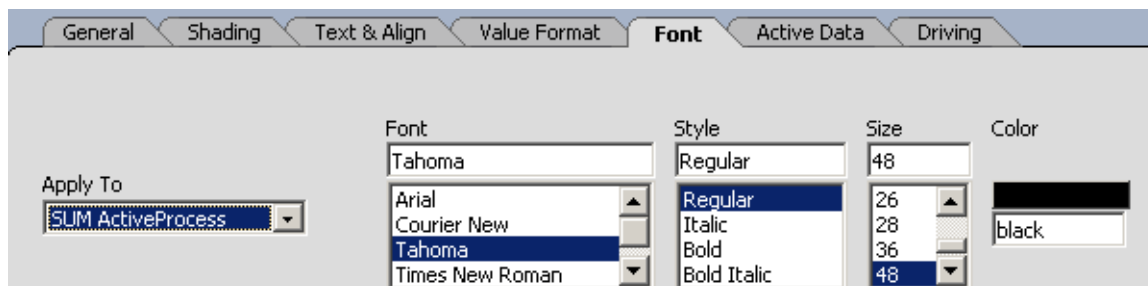 General Shading Text & Align Value Format Font Active Data Driving
Font Style Size Color
Tahoma Regular 48
Apply To
SUM ActiveProcess
Arial Regular 26
Courier New Italic 28 black
Tahoma Bold 36
Times New Roman Bold Italic 48